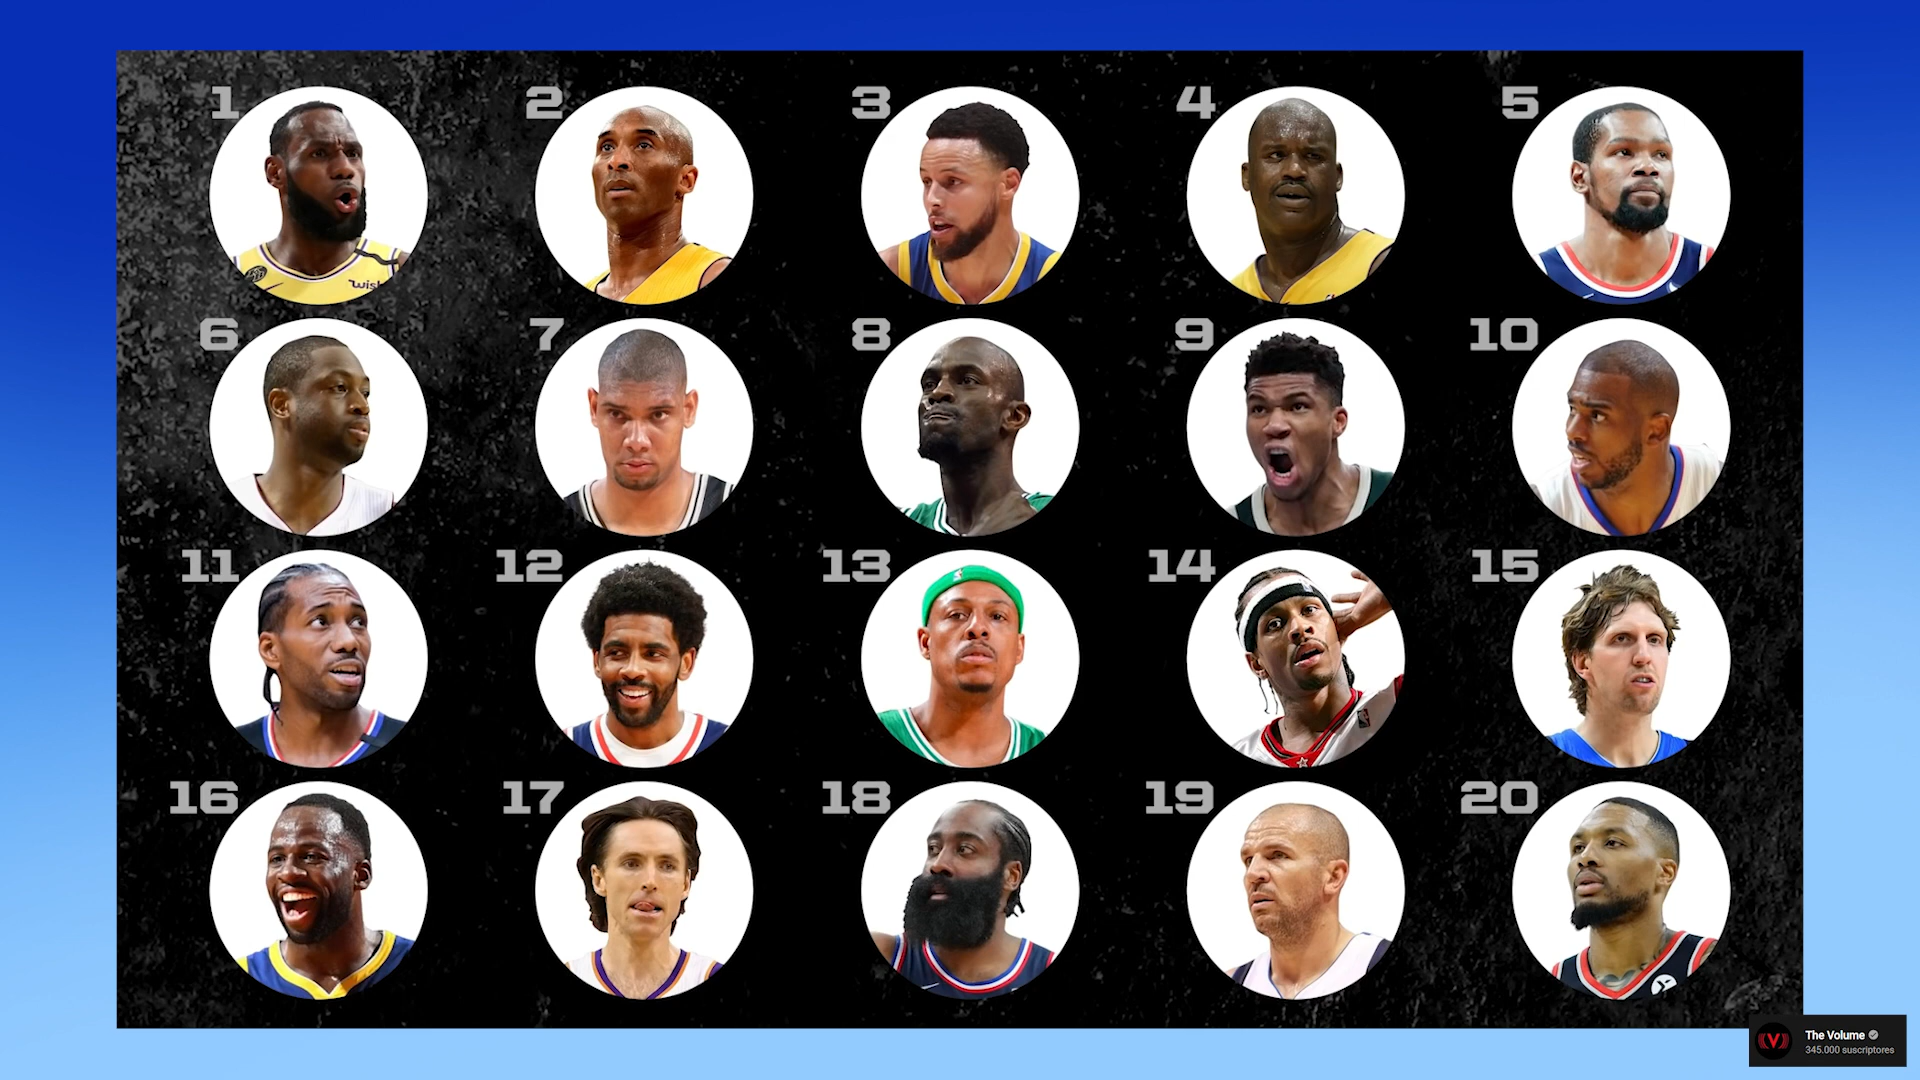 1 2 3 4 5
6 7 8 9 10
11 12 13 14 15
16 17 18 19 20
wish
The Volume
345.000 suscriptores